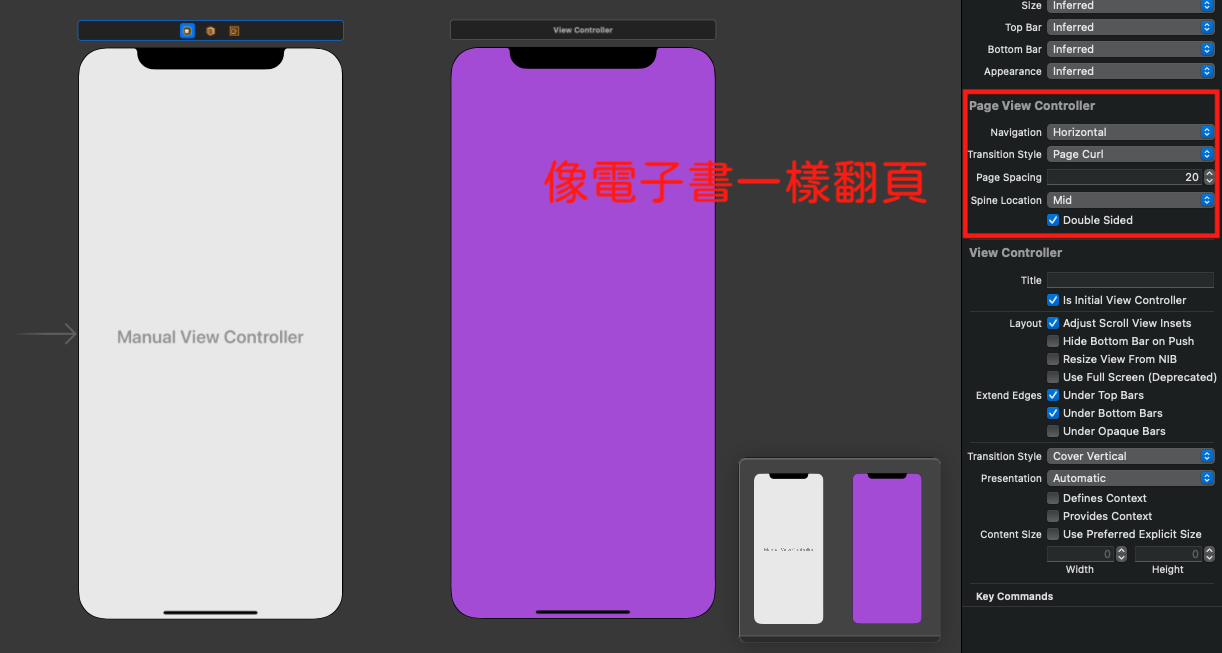 View Controller
Manual View Controller
像電子書一樣翻頁
Manual View Controller
Size Inferred
Top Bar Inferred
Bottom Bar Inferred
Appearance Inferred
Page View Controller
Navigation Horizontal
Transition Style Page Curl
Page Spacing 20
Spine Location Mid
Double Sided
View Controller
Title
Is Initial View Controller
Layout Adjust Scroll View Insets
Hide Bottom Bar on Push
Resize View From NIB
Use Full Screen (Deprecated)
Extend Edges Under Top Bars
Under Bottom Bars
Under Opaque Bars
Transition Style Cover Vertical
Presentation Automatic
Defines Context
Provides Context
Content Size Use Preferred Explicit Size
0 0
Width Height
Key Commands